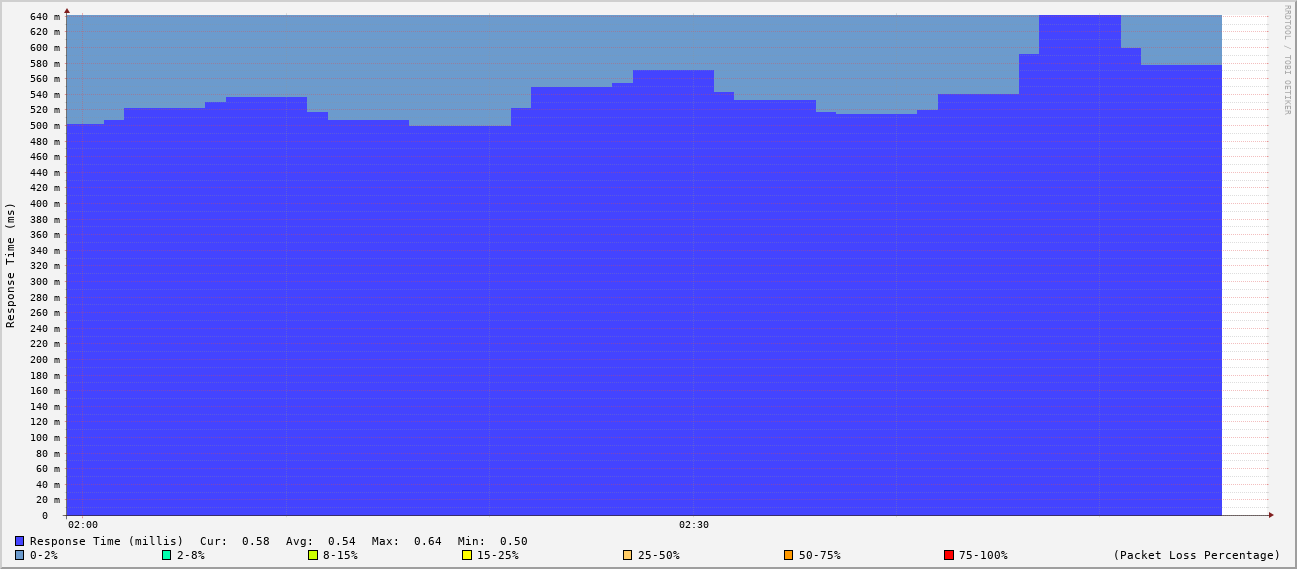 640 m
620 m
600 m
580 m
560 m
540 m
520 m
500 m
480 m
460 m
440 m
420 m
400 m
380 m
360 m
340 m
320 m
300 m
280 m
260 m
240 m
220 m
200 m
180 m
160 m
140 m
120 m
100 m
80 m
60 m
40 m
20 m
0
Response Time (ms)
RRDTOOL / TOBI OETIKER
02:00 02:30
Response Time (millis) Cur: 0.58 Avg: 0.54 Max: 0.64 Min: 0.50
0-2% 2-8% 8-15% 15-25% 25-50% 50-75% 75-100% (Packet Loss Percentage)